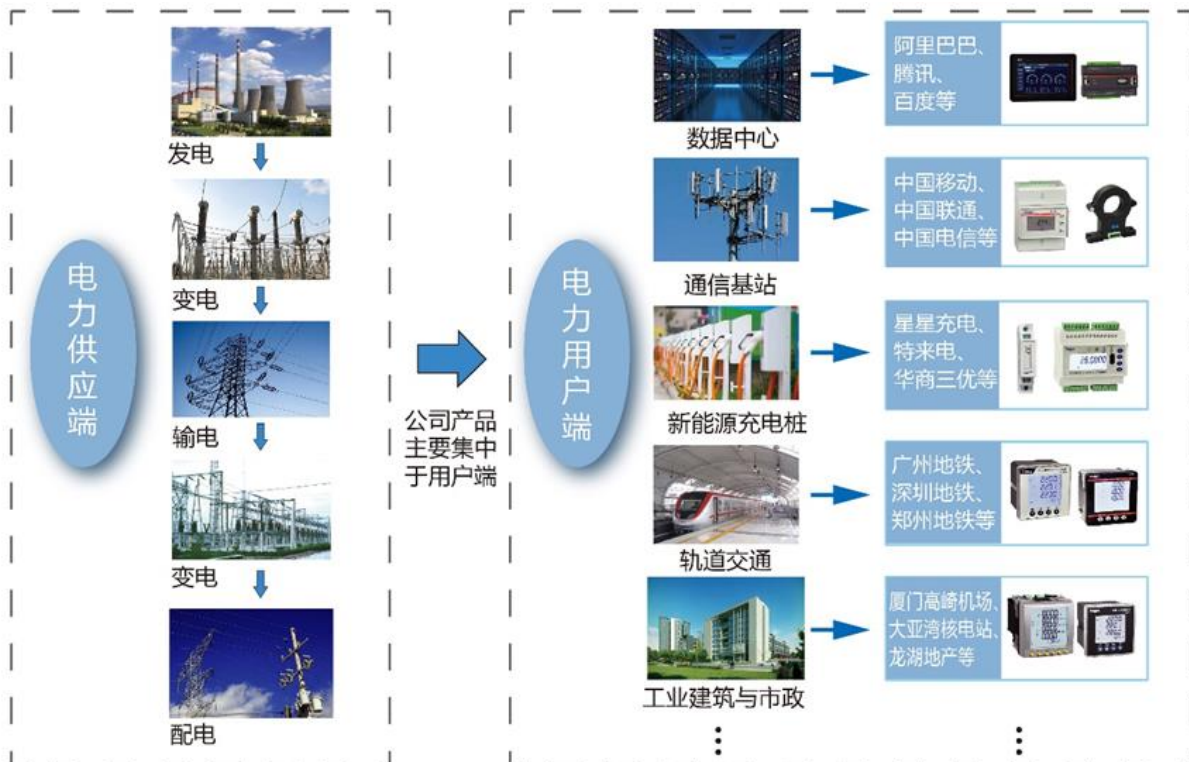 电力供应端
发电
变电
输电
变电
配电
公司产品
主要集中
于用户端
电力用户端
数据中心
阿里巴巴、
腾讯、
百度等
通信基站
中国移动、
中国联通、
中国电信等
新能源充电桩
星星充电、
特来电、
华商三优等
轨道交通
广州地铁、
深圳地铁、
郑州地铁等
工业建筑与市政
厦门高崎机场、
大亚湾核电站、
龙湖地产等